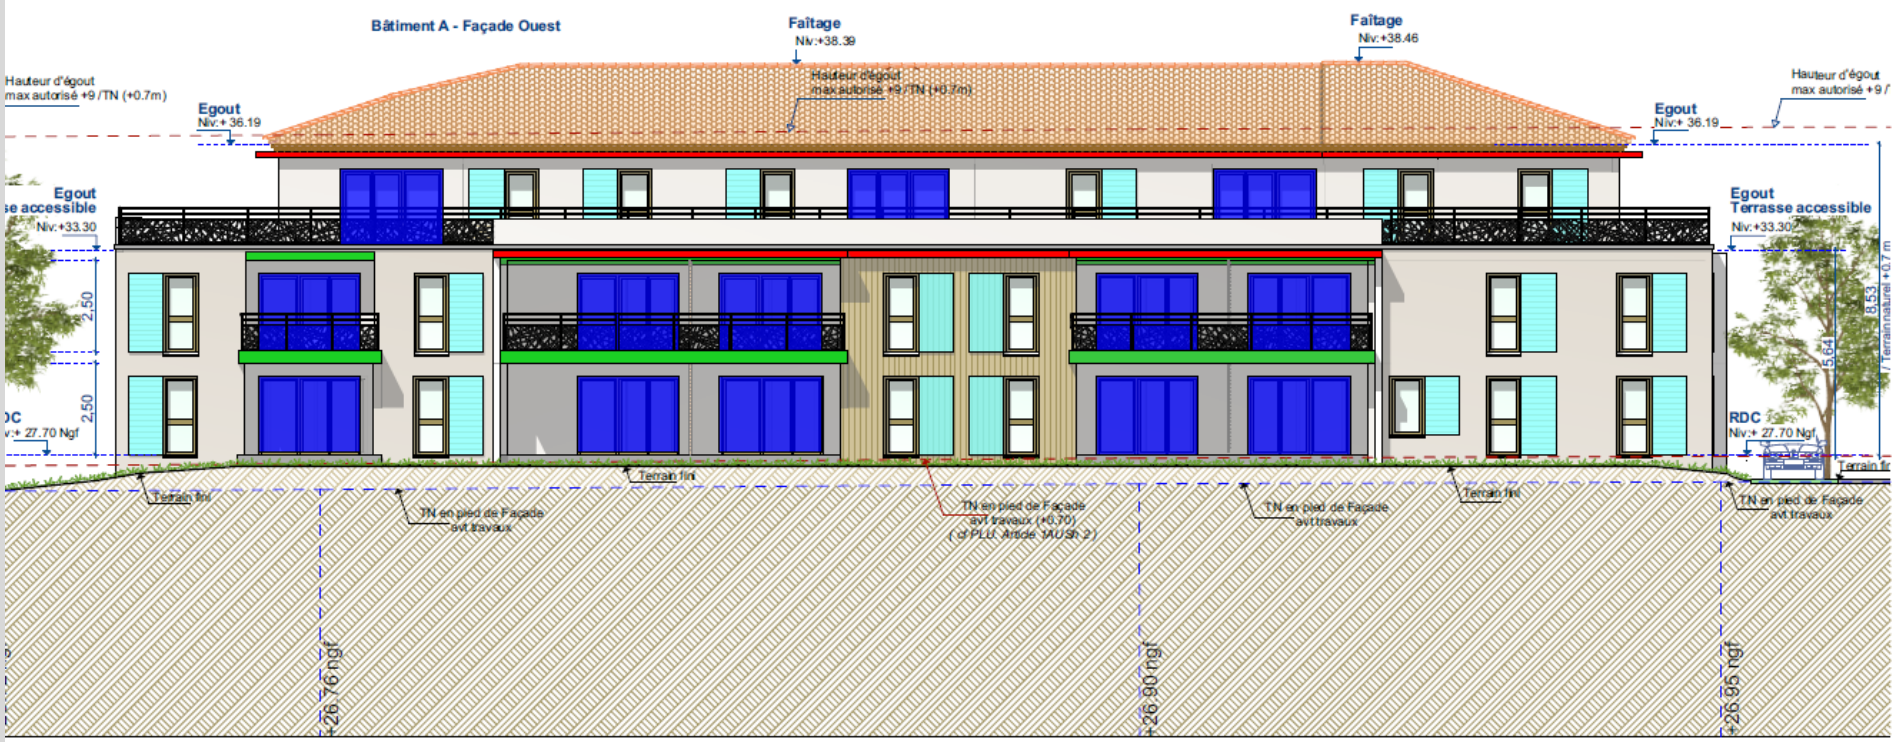 Bâtiment A - Façade Ouest
Faîtage
Niv:+38.39
Faîtage
Niv:+38.46
Hauteur d'égout
max autorisé +9 /TN (+0.7m)
Hauteur d'égout
max autorisé +9 /TN (+0.7m)
Hauteur d'égout
max autorisé +9 /
Egout
Niv:+ 36.19
Egout
Niv:+ 36.19
Egout
se accessible
Niv:+33.30
Egout
Terrasse accessible
Niv:+33.30
2,50
2,50
8,53
/ Terrain naturel +0.7 m
5,64
DC
v:+ 27.70 Ngf
RDC
Niv:+ 27.70 Ngf
Terrain fini
Terrain fini
Terrain fini
Terrain fir
TN en pied de Façade
avt travaux
TN en pied de Façade
avt travaux (+0.70)
( cf PLU. Article 1AUSh 2 )
TN en pied de Façade
avt travaux
TN en pied de Façade
avt travaux
+26.76 ngf
+26.90 ngf
+26.95 ngf